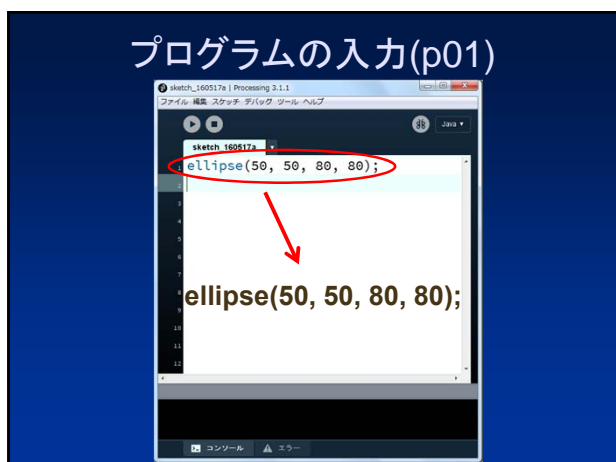 プログラムの入力(p01)
sketch_160517a | Processing 3.1.1
ファイル 編集 スケッチ デバッグ ツール ヘルプ
Java ▼
sketch_160517a ▼
1 ellipse(50, 50, 80, 80);
2
3
4
5
6
7
8
ellipse(50, 50, 80, 80);
9
10
11
12
コンソール エラー